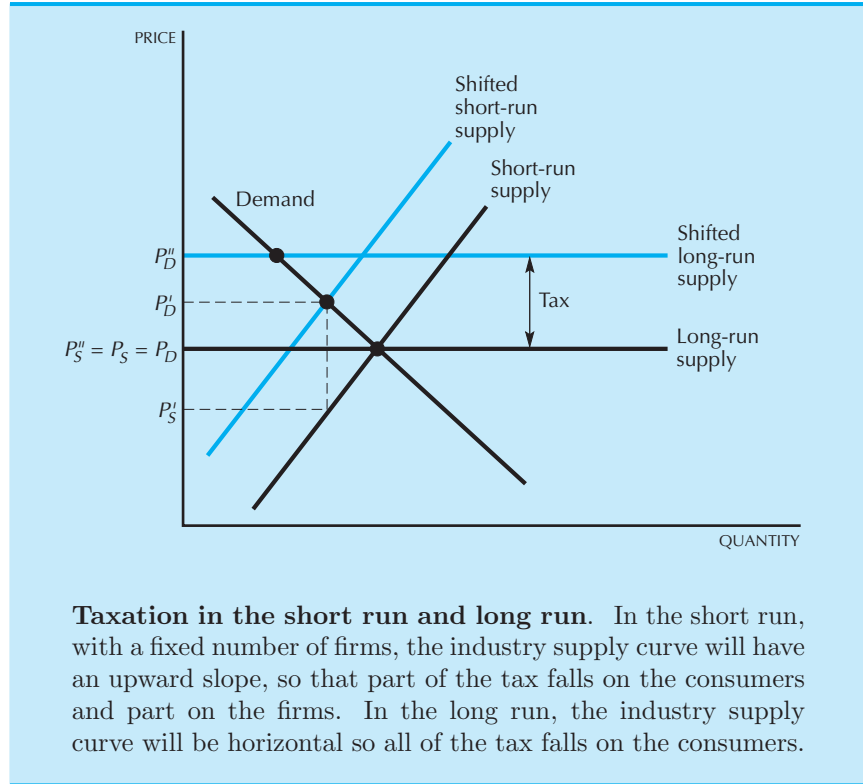 PRICE
Shifted
short-run
supply
Short-run
supply
Demand
Shifted
long-run
supply
P″D
P′D
Tax
P″S = PS = PD
Long-run
supply
P′S
QUANTITY
Taxation in the short run and long run. In the short run,
with a fixed number of firms, the industry supply curve will have
an upward slope, so that part of the tax falls on the consumers
and part on the firms. In the long run, the industry supply
curve will be horizontal so all of the tax falls on the consumers.